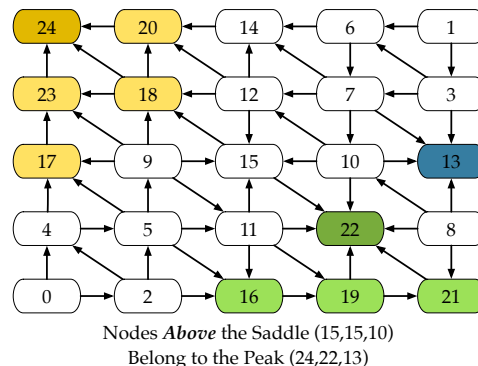 24 20 14 6 1
23 18 12 7 3
17 9 15 10 13
4 5 11 22 8
0 2 16 19 21
Nodes Above the Saddle (15,15,10)
Belong to the Peak (24,22,13)